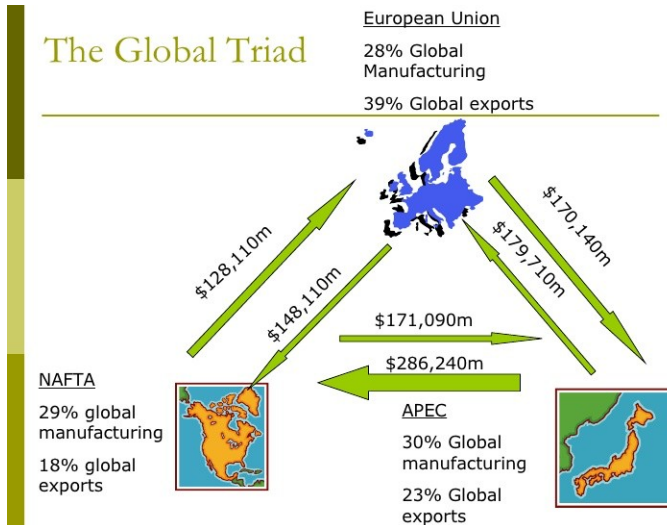 The Global Triad
European Union
28% Global
Manufacturing
39% Global exports
$128,110m
$148,110m
$170,140m
$179,710m
$171,090m
$286,240m
NAFTA
29% global
manufacturing
18% global
exports
APEC
30% Global
manufacturing
23% Global
exports